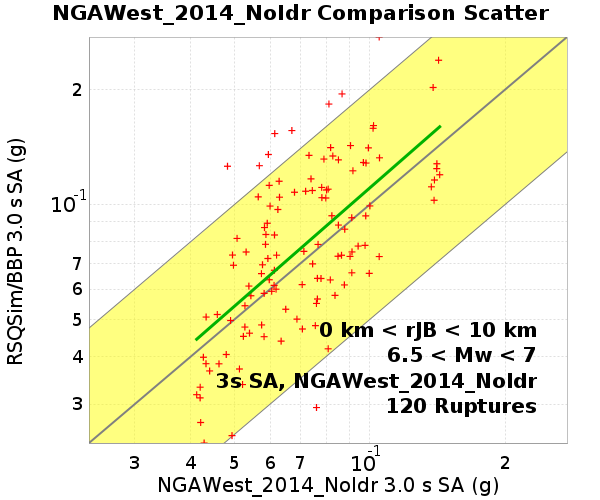 NGAWest_2014_NoIdr Comparison Scatter
RSQSim/BBP 3.0 s SA (g)
2
10⁻¹
7
6
5
4
3
0 km < rJB < 10 km
6.5 < Mw < 7
3s SA, NGAWest_2014_NoIdr
120 Ruptures
3 4 5 6 7 10⁻¹ 2
NGAWest_2014_NoIdr 3.0 s SA (g)